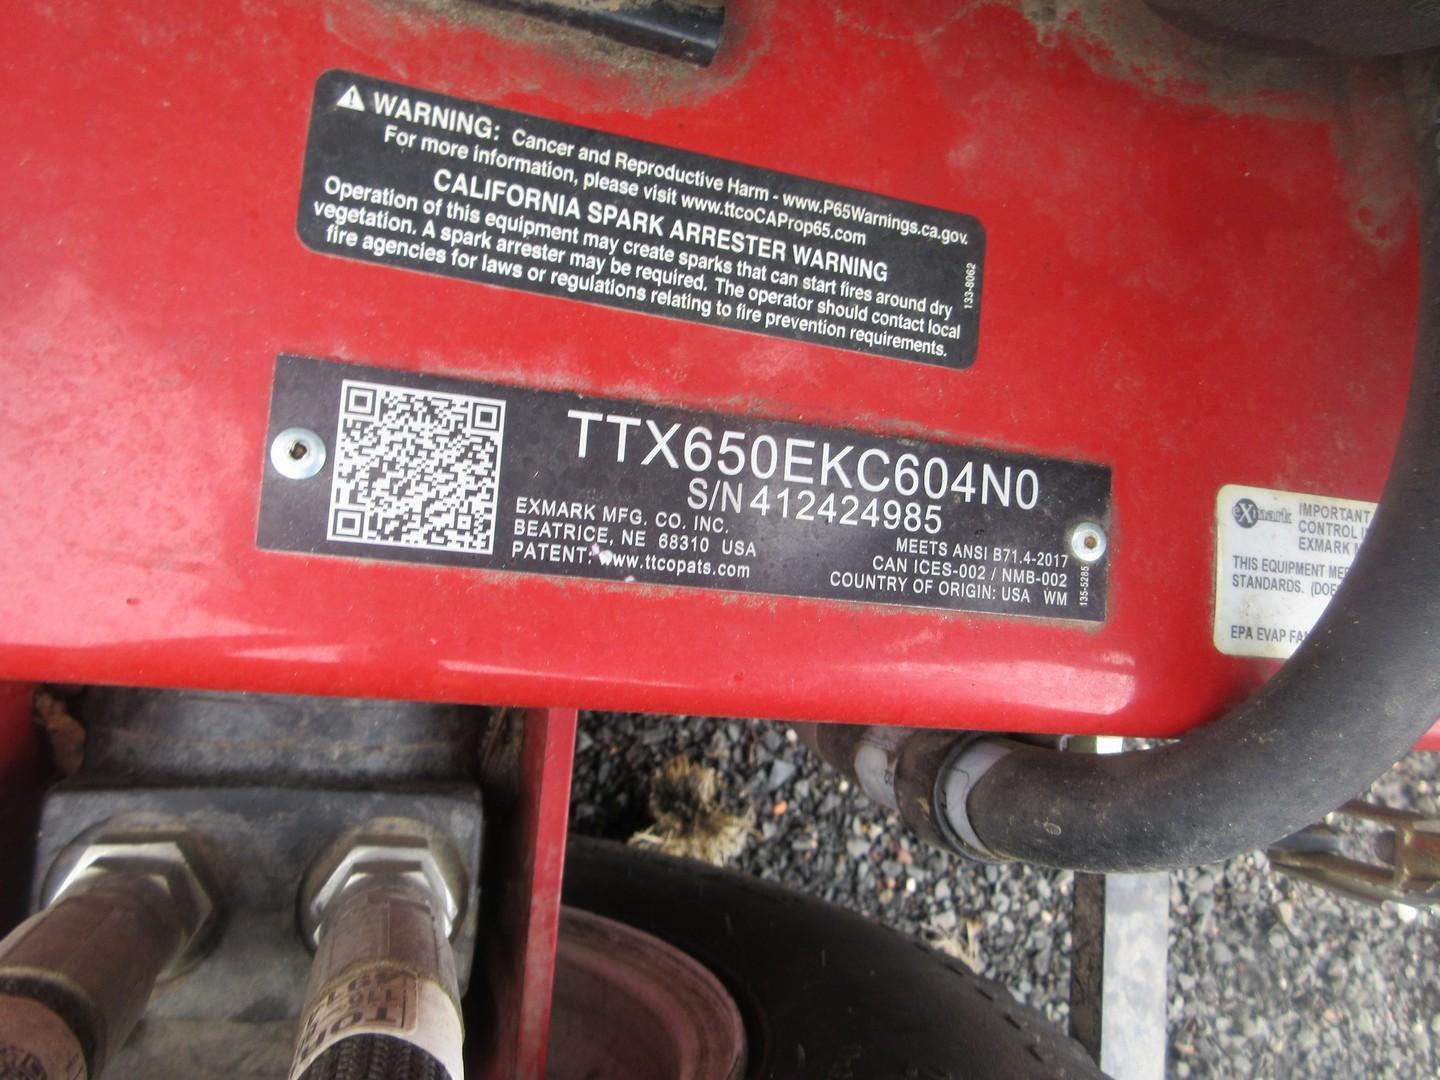 WARNING: Cancer and Reproductive Harm - www.P65Warnings.ca.gov.
For more information, please visit www.ttcoCAProp65.com
CALIFORNIA SPARK ARRESTER WARNING
Operation of this equipment may create sparks that can start fires around dry
vegetation. A spark arrester may be required. The operator should contact local
fire agencies for laws or regulations relating to fire prevention requirements.
133-8062
TTX650EKC604N0
S/N 412424985
EXMARK MFG. CO. INC.
BEATRICE, NE 68310 USA
PATENT: www.ttcopats.com
MEETS ANSI B71.4-2017
CAN ICES-002 / NMB-002
COUNTRY OF ORIGIN: USA WM
135-5285
exmark
IMPORTANT
CONTROL
EXMARK
THIS EQUIPMENT
STANDARDS.
EPA EVAP